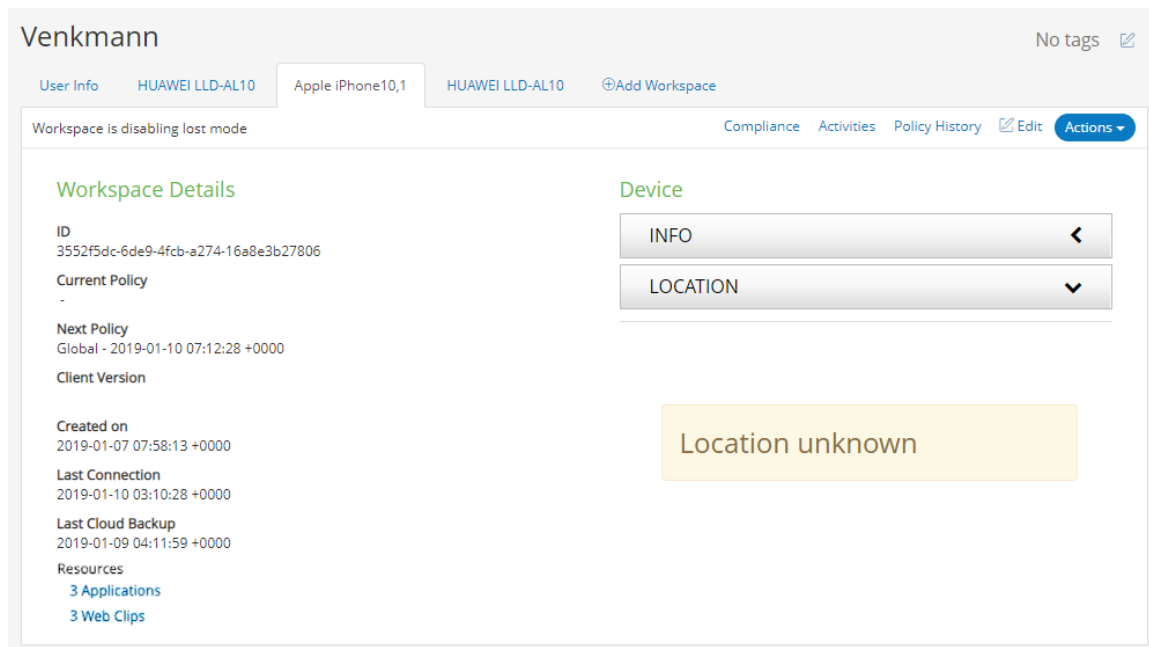 Venkmann
No tags
User Info HUAWEI LLD-AL10 Apple iPhone10,1 HUAWEI LLD-AL10 Add Workspace
Workspace is disabling lost mode
Compliance Activities Policy History Edit Actions
Workspace Details
ID
3552f5dc-6de9-4fcb-a274-16a8e3b27806
Current Policy
-
Next Policy
Global - 2019-01-10 07:12:28 +0000
Client Version
Created on
2019-01-07 07:58:13 +0000
Last Connection
2019-01-10 03:10:28 +0000
Last Cloud Backup
2019-01-09 04:11:59 +0000
Resources
3 Applications
3 Web Clips
Device
INFO
LOCATION
Location unknown